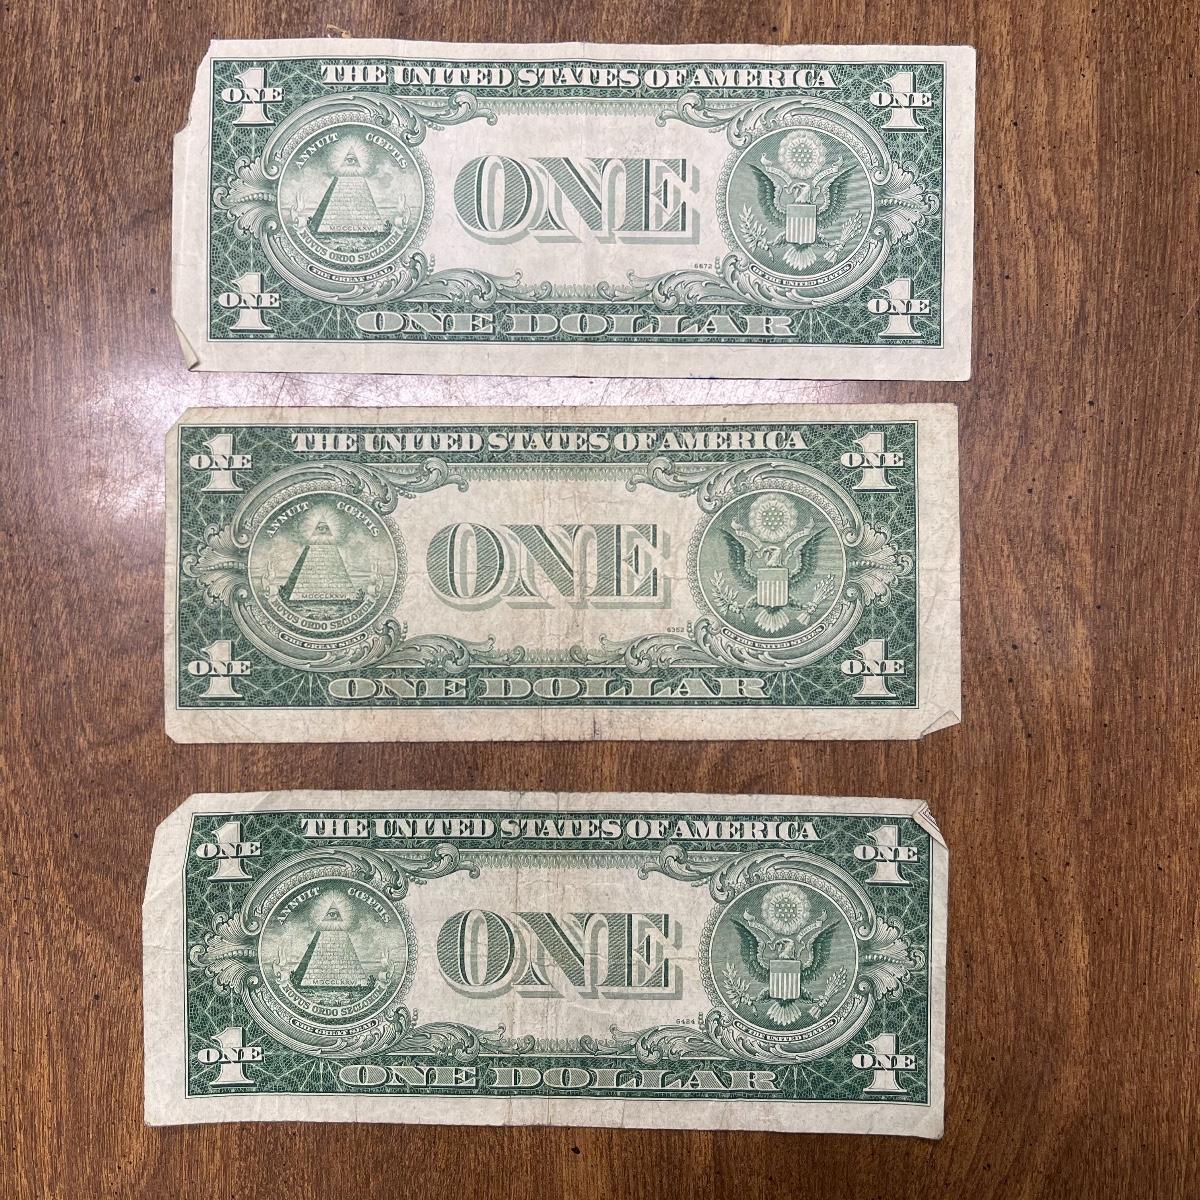 1 ONE THE UNITED STATES OF AMERICA 1 ONE
ANNUIT CŒPTIS
ONE
MDCCLXXVI
NOVUS ORDO SECLORUM
THE GREAT SEAL
6672
OF THE UNITED STATES
1 ONE ONE DOLLAR 1 ONE
1 ONE THE UNITED STATES OF AMERICA 1 ONE
ANNUIT CŒPTIS
ONE
MDCCLXXVI
NOVUS ORDO SECLORUM
THE GREAT SEAL
6352
OF THE UNITED STATES
1 ONE ONE DOLLAR 1 ONE
1 ONE THE UNITED STATES OF AMERICA 1 ONE
ANNUIT CŒPTIS
ONE
MDCCLXXVI
NOVUS ORDO SECLORUM
THE GREAT SEAL
6424
OF THE UNITED STATES
1 ONE ONE DOLLAR 1 ONE